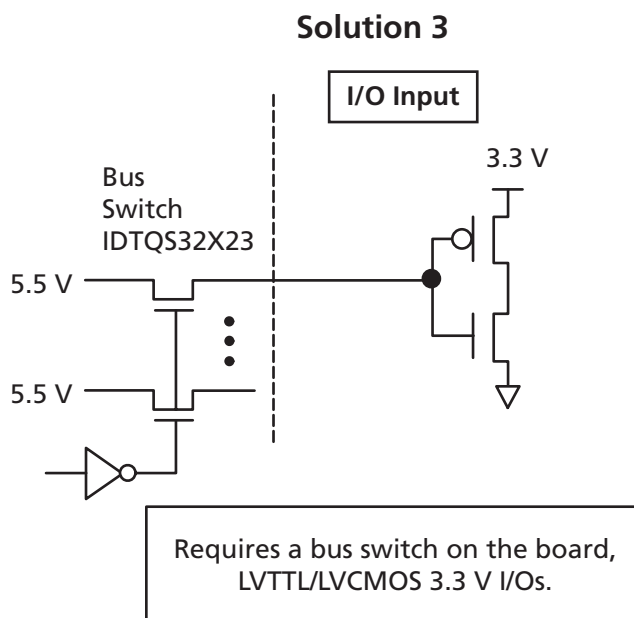 Solution 3
I/O Input
3.3 V
Bus
Switch
IDTQS32X23
5.5 V
5.5 V
Requires a bus switch on the board,
LVTTL/LVCMOS 3.3 V I/Os.